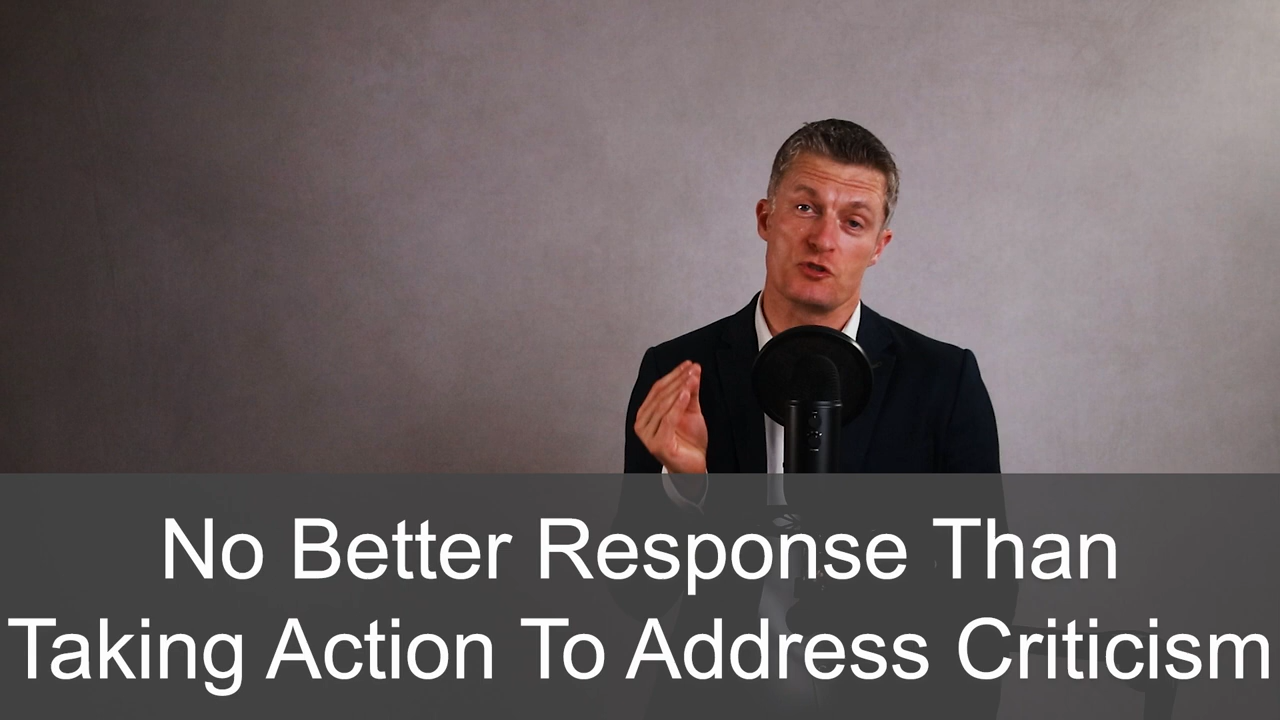 No Better Response Than
Taking Action To Address Criticism